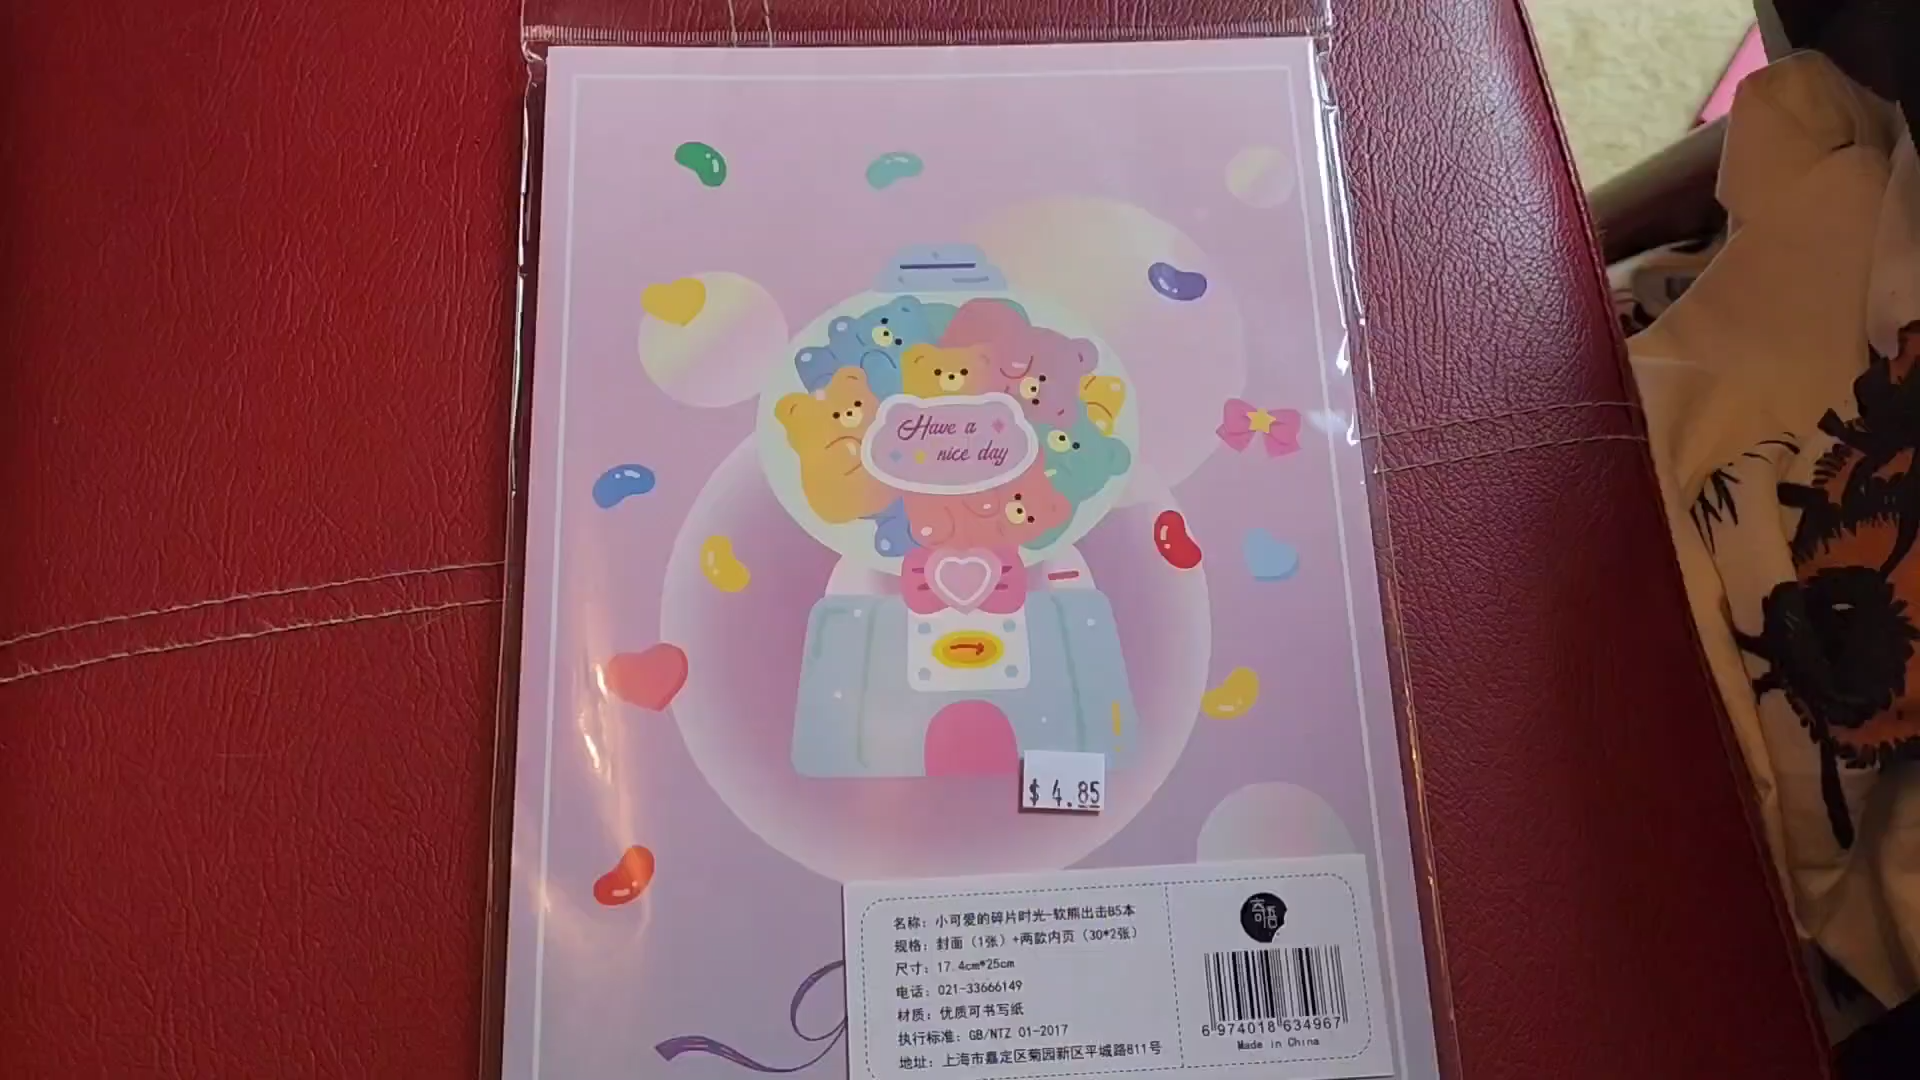 Have a
nice day
$ 4.85
名称：小可爱的碎片时光-软熊出击B5本
规格：封面（1张）+两款内页（30*2张）
尺寸：17.4cm*25cm
电话：021-33666149
材质：优质可书写纸
执行标准：GB/NTZ 01-2017
地址：上海市嘉定区菊园新区平城路811号
6 974018 634967
Made in China